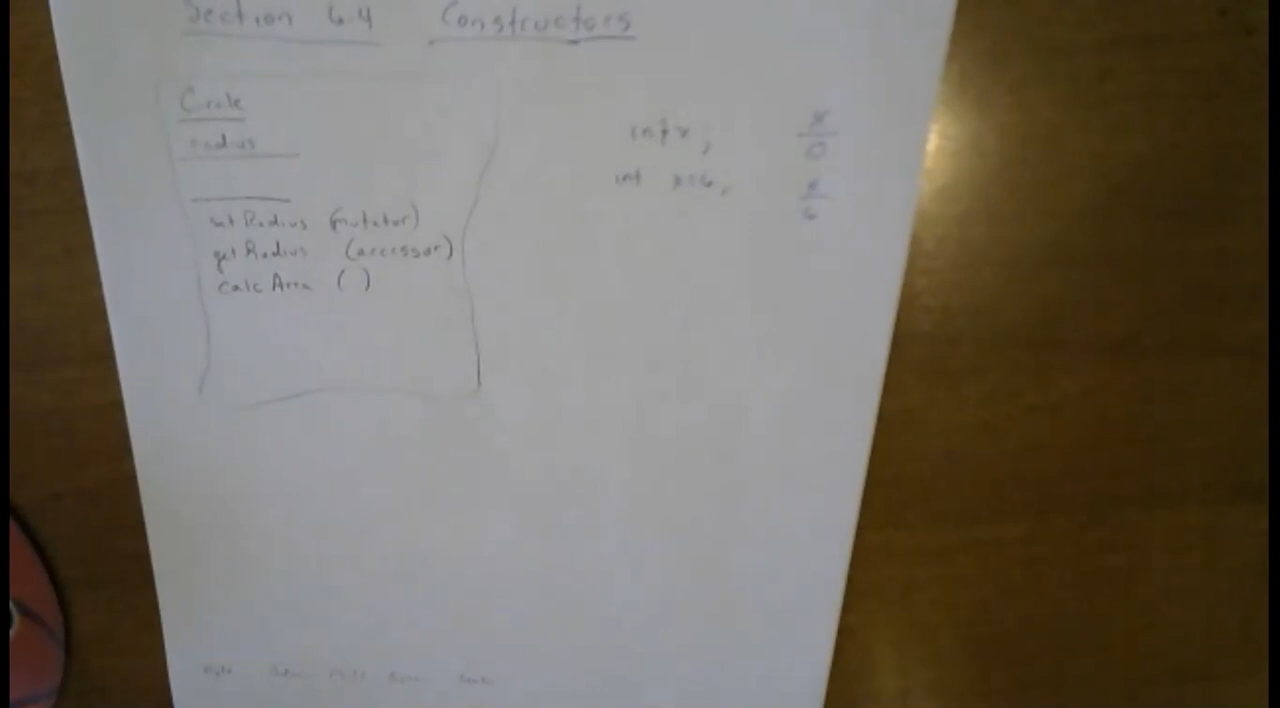 Section 6.4 Constructors
Circle
radius
setRadius (mutator)
getRadius (accessor)
calcArea ( )
int x;
x
0
int x=6;
x
6